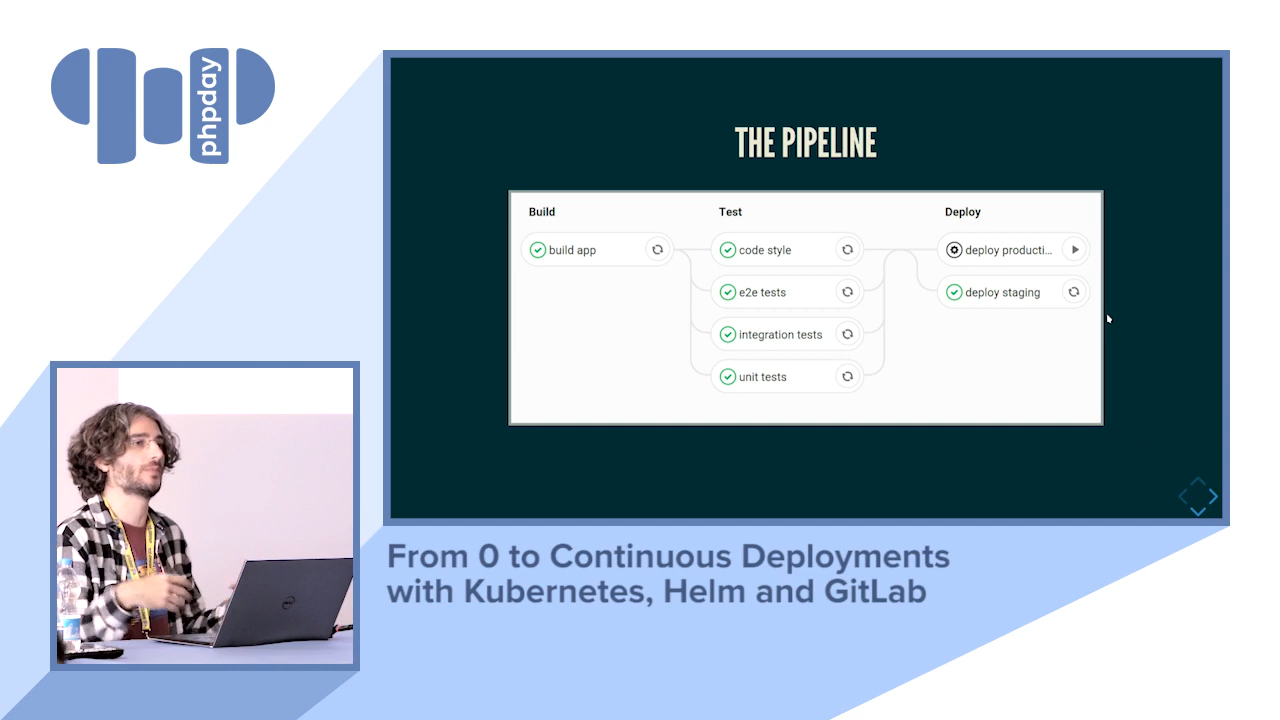 phpday
THE PIPELINE
Build
Test
Deploy
build app
code style
deploy producti...
e2e tests
deploy staging
integration tests
unit tests
From 0 to Continuous Deployments
with Kubernetes, Helm and GitLab
DELL